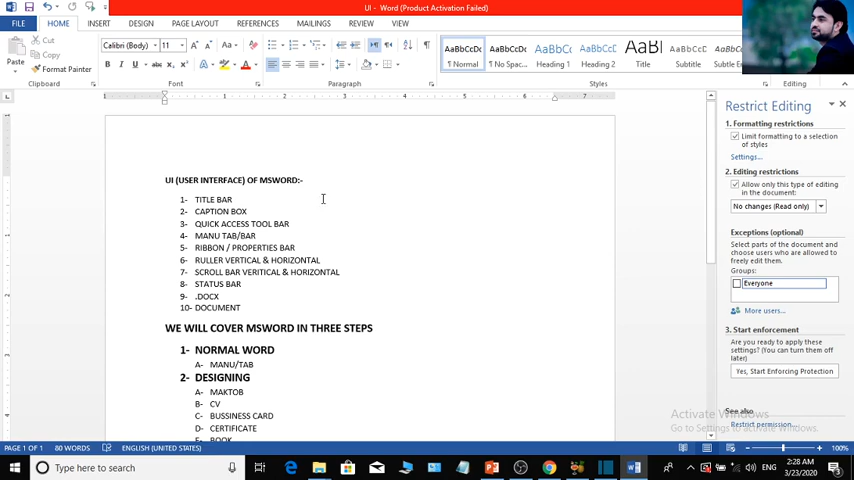 UI - Word (Product Activation Failed)
FILE HOME INSERT DESIGN PAGE LAYOUT REFERENCES MAILINGS REVIEW VIEW
Paste
Cut
Copy
Format Painter
Clipboard
Calibri (Body) 11
Font
Paragraph
AaBbCcDc AaBbCcDc AaBbCc AaBbCc AaBl AaBbCcC
¶ Normal ¶ No Spac... Heading 1 Heading 2 Title Subtitle
Styles
Editing
UI (USER INTERFACE) OF MSWORD:-
1- TITLE BAR
2- CAPTION BOX
3- QUICK ACCESS TOOL BAR
4- MANU TAB/BAR
5- RIBBON / PROPERTIES BAR
6- RULLER VERTICAL & HORIZONTAL
7- SCROLL BAR VERITICAL & HORIZONTAL
8- STATUS BAR
9- .DOCX
10- DOCUMENT
WE WILL COVER MSWORD IN THREE STEPS
1- NORMAL WORD
A- MANU/TAB
2- DESIGNING
A- MAKTOB
B- CV
C- BUSSINESS CARD
D- CERTIFICATE
E- BOOK
Restrict Editing
1. Formatting restrictions
Limit formatting to a selection
of styles
Settings...
2. Editing restrictions
Allow only this type of editing
in the document:
No changes (Read only)
Exceptions (optional)
Select parts of the document and
choose users who are allowed to
freely edit them.
Groups:
Everyone
More users...
3. Start enforcement
Are you ready to apply these
settings? (You can turn them off
later)
Yes, Start Enforcing Protection
See also
Restrict permission...
Activate Windows
Go to Settings to activate Windows.
PAGE 1 OF 1 80 WORDS ENGLISH (UNITED STATES) 100%
Type here to search
ENG
2:28 AM
3/23/2020